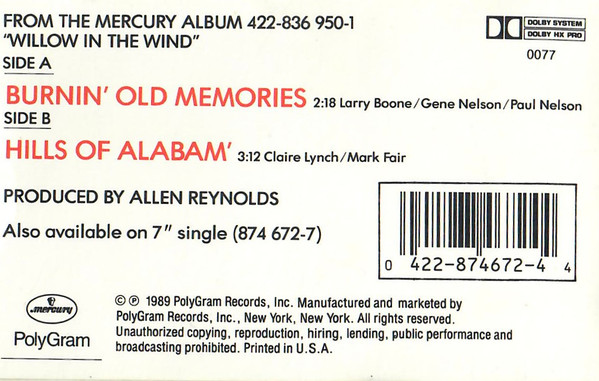 FROM THE MERCURY ALBUM 422-836 950-1
"WILLOW IN THE WIND"
DOLBY SYSTEM
DOLBY HX PRO
0077
SIDE A
BURNIN' OLD MEMORIES 2:18 Larry Boone/Gene Nelson/Paul Nelson
SIDE B
HILLS OF ALABAM' 3:12 Claire Lynch/Mark Fair
PRODUCED BY ALLEN REYNOLDS
Also available on 7" single (874 672-7)
0 422-874672-4 4
mercury
PolyGram
© ℗ 1989 PolyGram Records, Inc. Manufactured and marketed by
PolyGram Records, Inc., New York, New York. All rights reserved.
Unauthorized copying, reproduction, hiring, lending, public performance and
broadcasting prohibited. Printed in U.S.A.